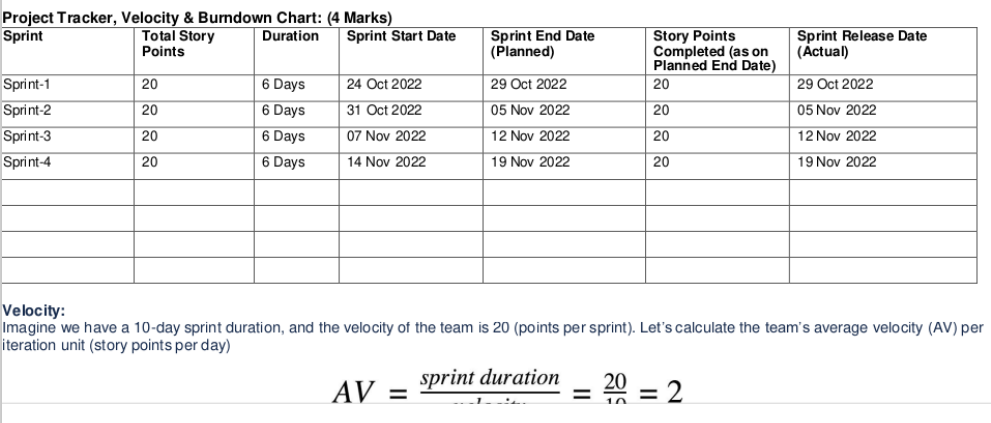 Project Tracker, Velocity & Burndown Chart: (4 Marks)
Sprint Total Story Points Duration Sprint Start Date Sprint End Date (Planned) Story Points Completed (as on Planned End Date) Sprint Release Date (Actual)
Sprint-1 20 6 Days 24 Oct 2022 29 Oct 2022 20 29 Oct 2022
Sprint-2 20 6 Days 31 Oct 2022 05 Nov 2022 20 05 Nov 2022
Sprint-3 20 6 Days 07 Nov 2022 12 Nov 2022 20 12 Nov 2022
Sprint-4 20 6 Days 14 Nov 2022 19 Nov 2022 20 19 Nov 2022
Velocity:
Imagine we have a 10-day sprint duration, and the velocity of the team is 20 (points per sprint). Let's calculate the team's average velocity (AV) per
iteration unit (story points per day)
AV = sprint duration / velocity = 20 / 10 = 2